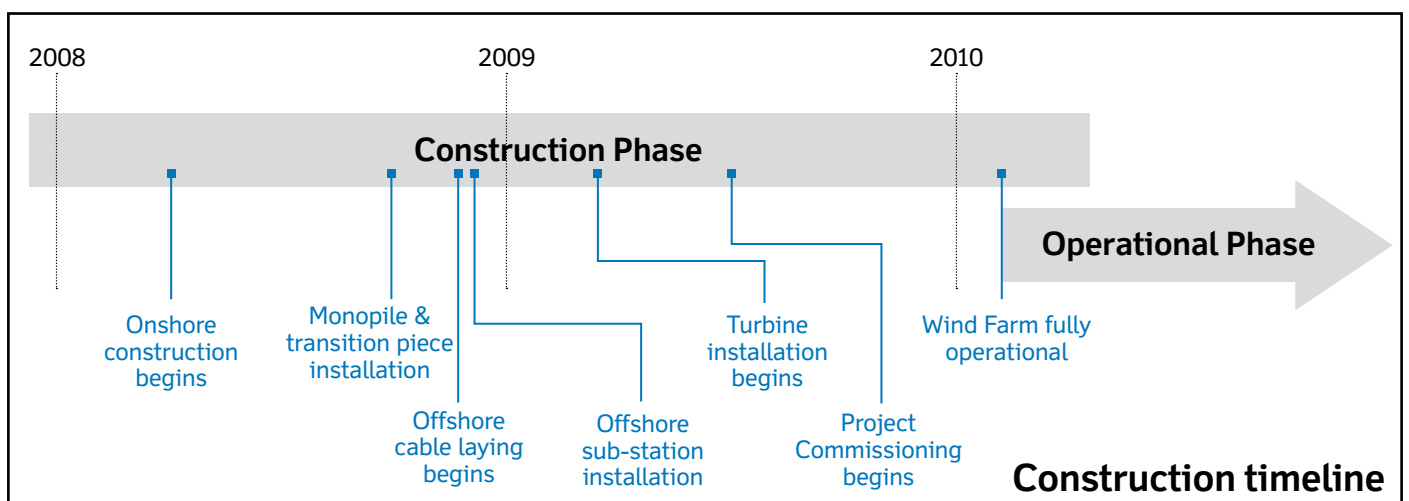 2008
2009
2010
Construction Phase
Operational Phase
Onshore
construction
begins
Monopile &
transition piece
installation
Offshore
cable laying
begins
Offshore
sub-station
installation
Turbine
installation
begins
Project
Commissioning
begins
Wind Farm fully
operational
Construction timeline